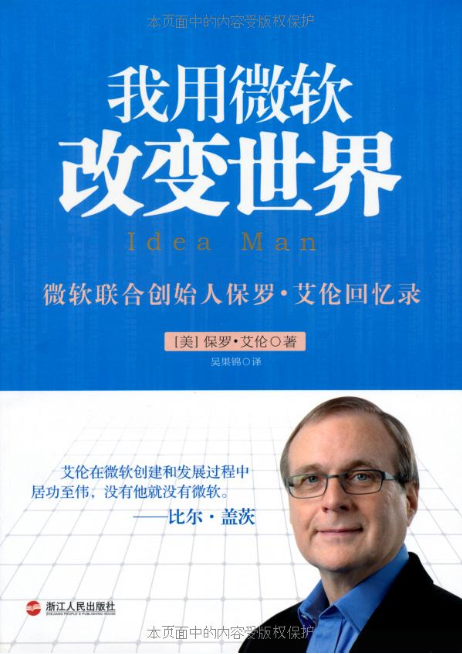 本页面中的内容受版权保护
我用微软
改变世界
Idea Man
微软联合创始人保罗·艾伦回忆录
[美]保罗·艾伦◎著
吴果锦◎译
艾伦在微软创建和发展过程中
居功至伟，没有他就没有微软。
——比尔·盖茨
浙江人民出版社
ZHEJIANG PEOPLE'S PUBLISHING HOUSE
本页面中的内容受版权保护